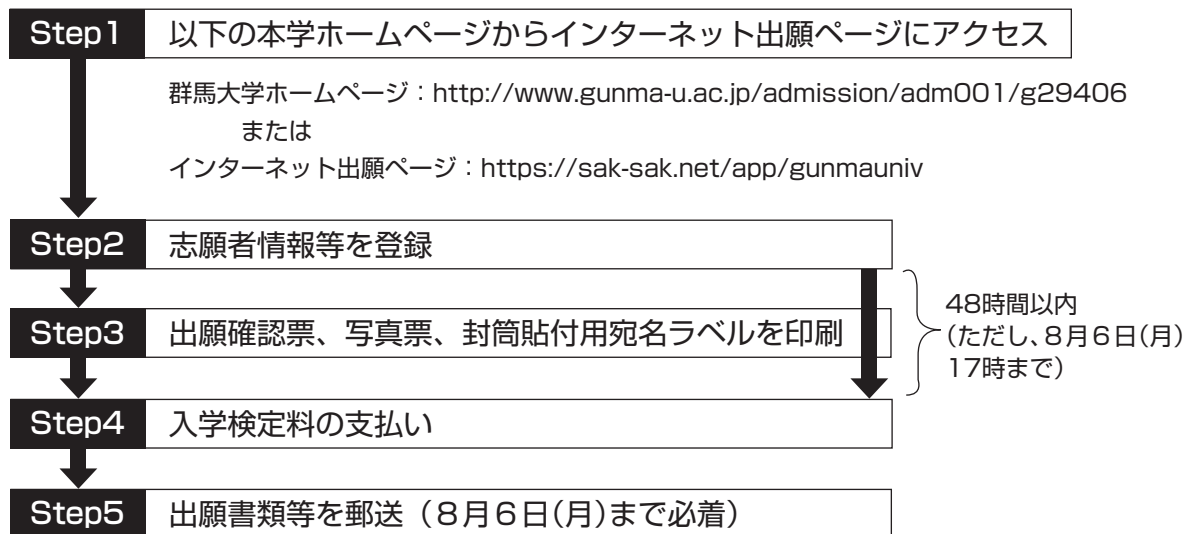 Step1 以下の本学ホームページからインターネット出願ページにアクセス
群馬大学ホームページ：http://www.gunma-u.ac.jp/admission/adm001/g29406
または
インターネット出願ページ：https://sak-sak.net/app/gunmauniv
Step2 志願者情報等を登録
Step3 出願確認票、写真票、封筒貼付用宛名ラベルを印刷
48時間以内
（ただし、８月６日(月)
17時まで）
Step4 入学検定料の支払い
Step5 出願書類等を郵送（８月６日(月)まで必着）